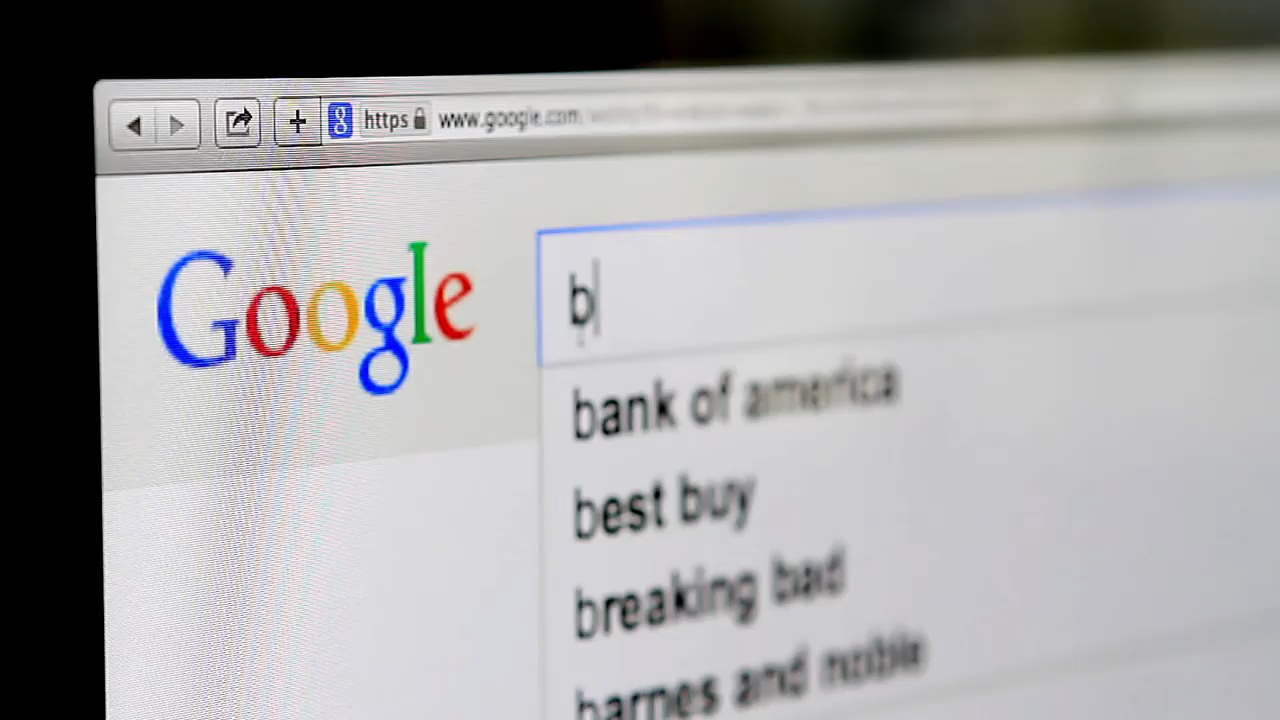 https www.google.com
Google
b
bank of america
best buy
breaking bad
barnes and noble